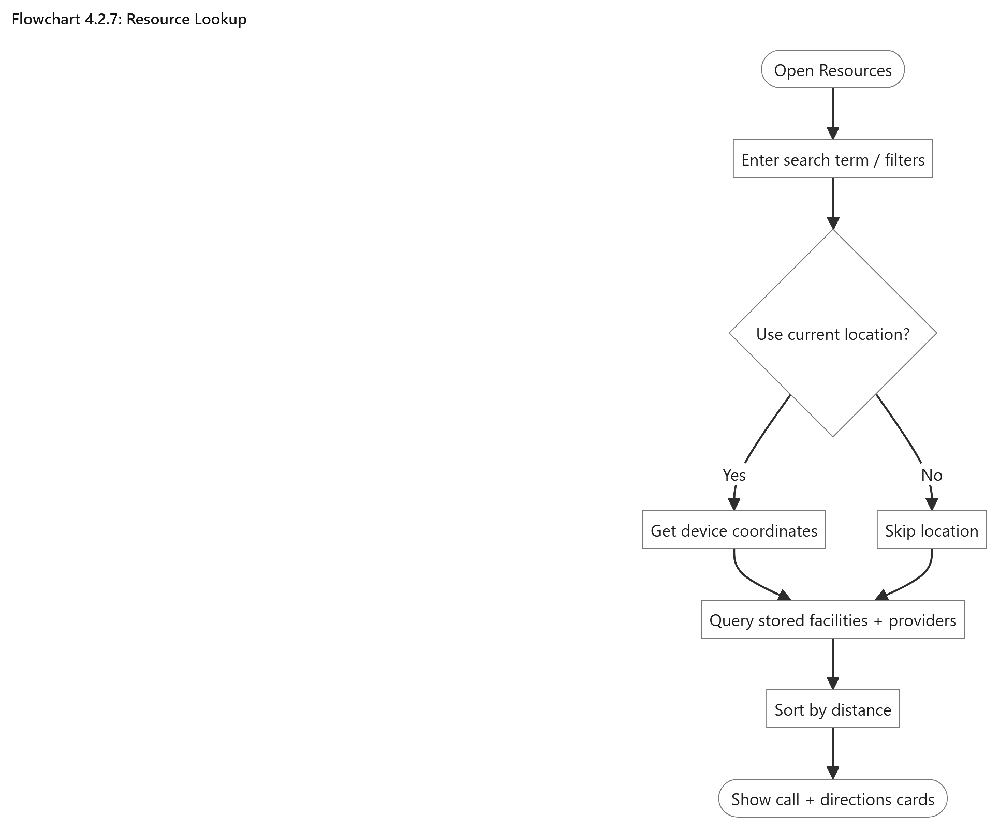 Flowchart 4.2.7: Resource Lookup
Open Resources
Enter search term / filters
Use current location?
Yes
No
Get device coordinates
Skip location
Query stored facilities + providers
Sort by distance
Show call + directions cards